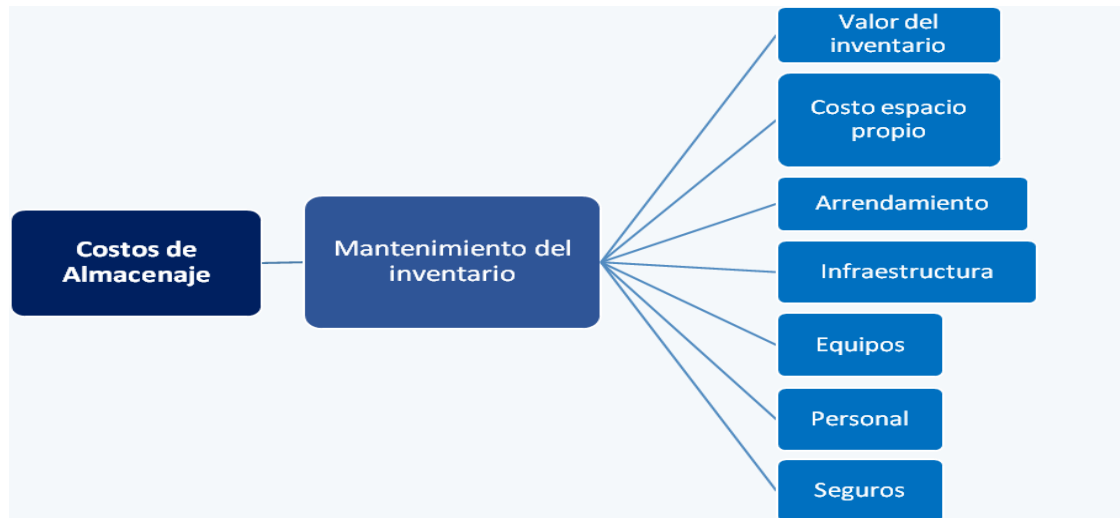 Costos de
Almacenaje
Mantenimiento del
inventario
Valor del
inventario
Costo espacio
propio
Arrendamiento
Infraestructura
Equipos
Personal
Seguros